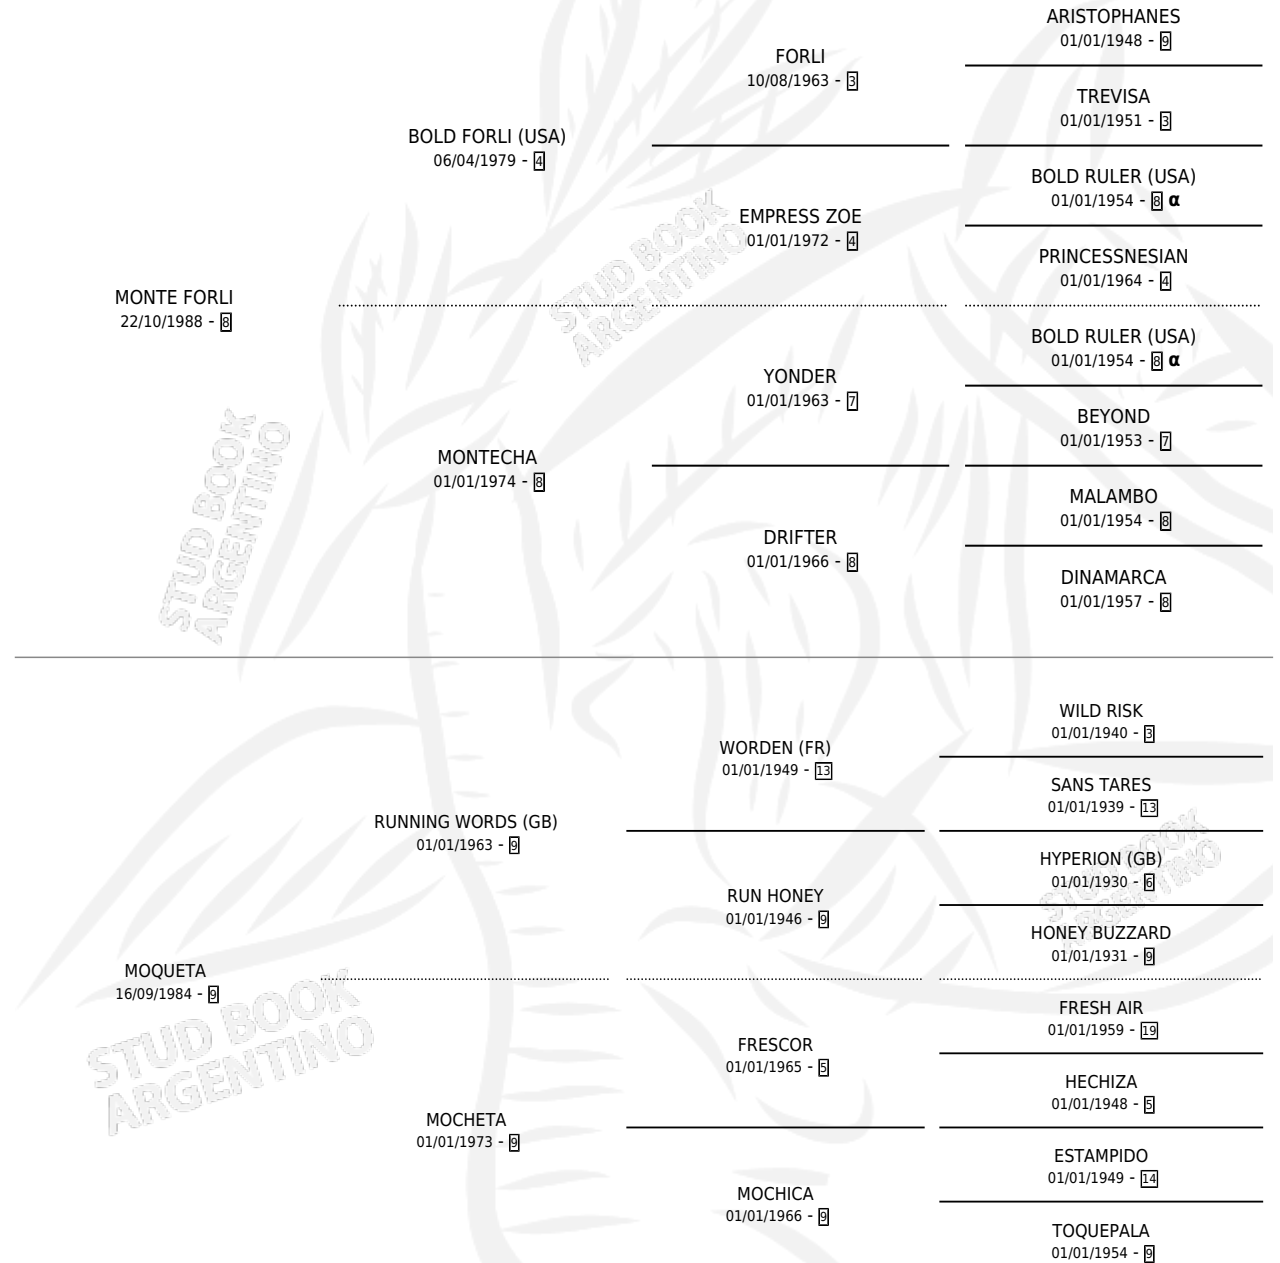 ARISTOPHANES
01/01/1948 - 9
FORLI
10/08/1963 - 3
TREVISA
01/01/1951 - 3
BOLD FORLI (USA)
06/04/1979 - 4
BOLD RULER (USA)
01/01/1954 - 8 α
EMPRESS ZOE
01/01/1972 - 4
PRINCESSNESIAN
01/01/1964 - 4
STUD BOOK
ARGENTINO
MONTE FORLI
22/10/1988 - 8
BOLD RULER (USA)
01/01/1954 - 8 α
YONDER
01/01/1963 - 7
BEYOND
01/01/1953 - 7
MONTECHA
01/01/1974 - 8
MALAMBO
01/01/1954 - 8
DRIFTER
01/01/1966 - 8
DINAMARCA
01/01/1957 - 8
STUD BOOK
ARGENTINO
WILD RISK
01/01/1940 - 3
WORDEN (FR)
01/01/1949 - 13
SANS TARES
01/01/1939 - 13
RUNNING WORDS (GB)
01/01/1963 - 9
HYPERION (GB)
01/01/1930 - 6
RUN HONEY
01/01/1946 - 9
HONEY BUZZARD
01/01/1931 - 9
STUD BOOK
ARGENTINO
MOQUETA
16/09/1984 - 9
FRESH AIR
01/01/1959 - 19
FRESCOR
01/01/1965 - 5
HECHIZA
01/01/1948 - 5
STUD BOOK
ARGENTINO
MOCHETA
01/01/1973 - 9
ESTAMPIDO
01/01/1949 - 14
MOCHICA
01/01/1966 - 9
TOQUEPALA
01/01/1954 - 9